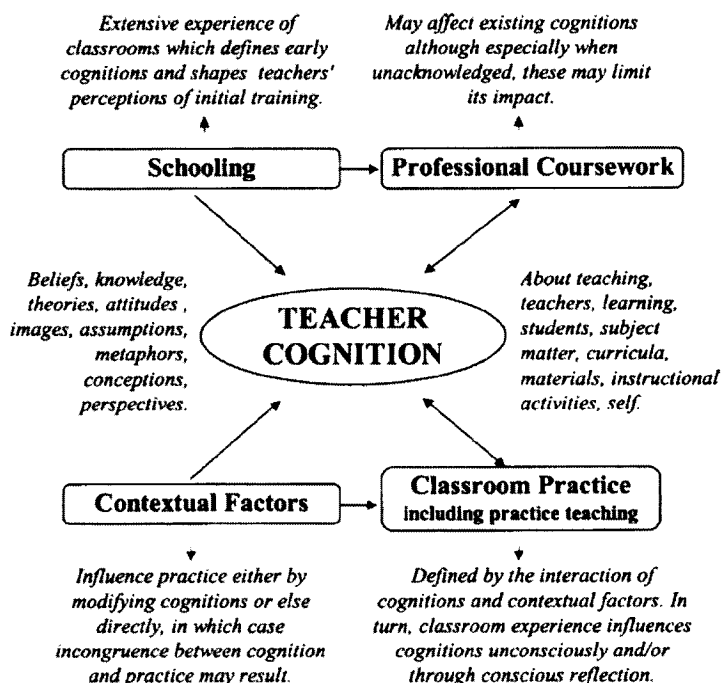 Extensive experience of
classrooms which defines early
cognitions and shapes teachers'
perceptions of initial training.
May affect existing cognitions
although especially when
unacknowledged, these may limit
its impact.
Schooling
Professional Coursework
Beliefs, knowledge,
theories, attitudes ,
images, assumptions,
metaphors,
conceptions,
perspectives.
TEACHER
COGNITION
About teaching,
teachers, learning,
students, subject
matter, curricula,
materials, instructional
activities, self.
Contextual Factors
Classroom Practice
including practice teaching
Influence practice either by
modifying cognitions or else
directly, in which case
incongruence between cognition
and practice may result.
Defined by the interaction of
cognitions and contextual factors. In
turn, classroom experience influences
cognitions unconsciously and/or
through conscious reflection.